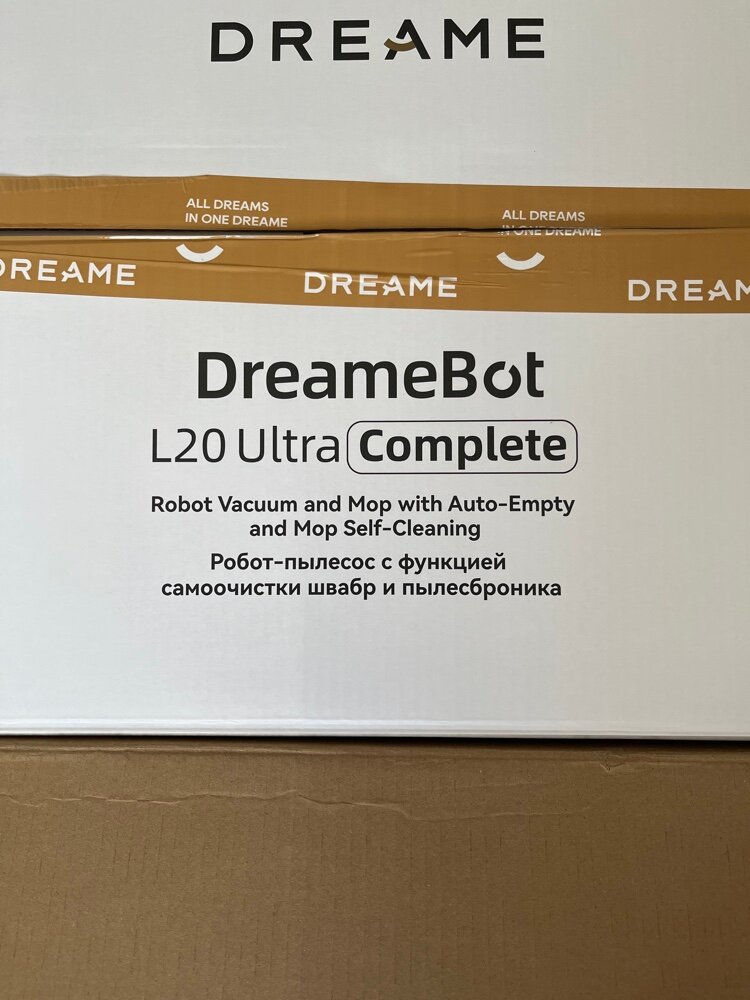 DREAME
ALL DREAMS
IN ONE DREAME
ALL DREAMS
IN ONE DREAME
DREAME
DREAME
DREAM
DreameBot
L20 Ultra Complete
Robot Vacuum and Mop with Auto-Empty
and Mop Self-Cleaning
Робот-пылесос с функцией
самоочистки швабр и пылесброника